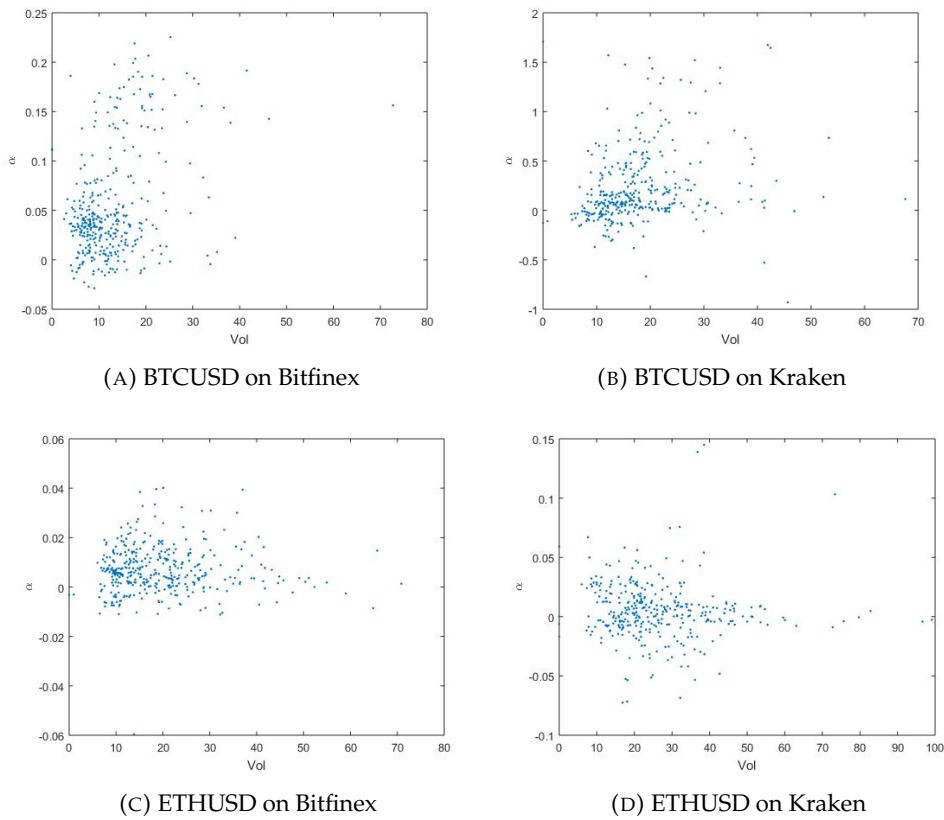 0.25
0.2
0.15
0.1
0.05
0
-0.05
α
0 10 20 30 40 50 60 70 80
Vol
(A) BTCUSD on Bitfinex
2
1.5
1
0.5
0
-0.5
-1
α
0 10 20 30 40 50 60 70
Vol
(B) BTCUSD on Kraken
0.06
0.04
0.02
0
-0.02
-0.04
-0.06
α
0 10 20 30 40 50 60 70 80
Vol
(C) ETHUSD on Bitfinex
0.15
0.1
0.05
0
-0.05
-0.1
α
0 10 20 30 40 50 60 70 80 90 100
Vol
(D) ETHUSD on Kraken